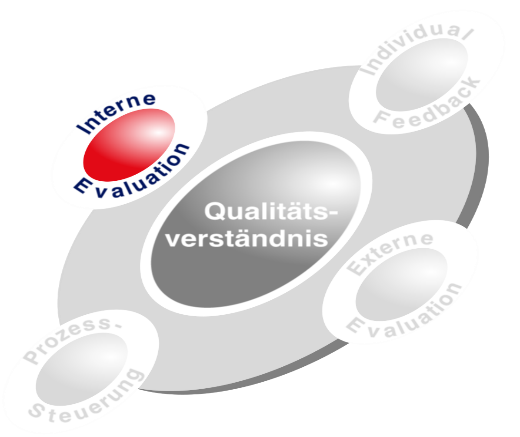 Individual
Feedback
Interne
Evaluation
Qualitäts-
verständnis
Externe
Evaluation
Prozess-
Steuerung